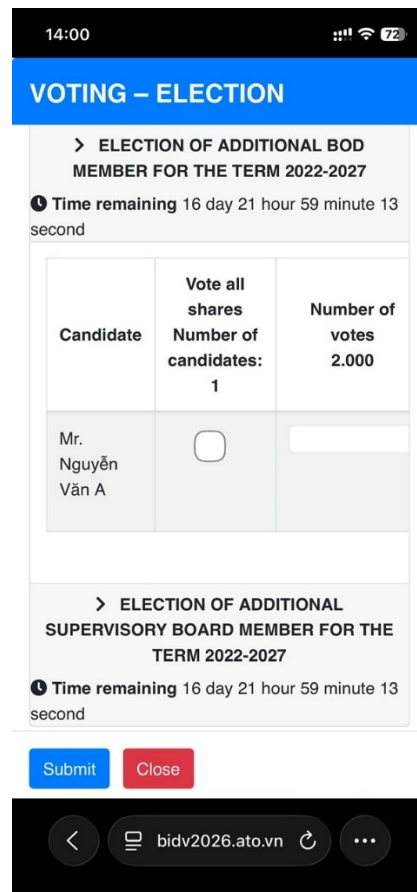 14:00
72
VOTING – ELECTION
ELECTION OF ADDITIONAL BOD
MEMBER FOR THE TERM 2022-2027
Time remaining 16 day 21 hour 59 minute 13
second
Candidate
Vote all
shares
Number of
candidates:
1
Number of
votes
2.000
Mr.
Nguyễn
Văn A
ELECTION OF ADDITIONAL
SUPERVISORY BOARD MEMBER FOR THE
TERM 2022-2027
Time remaining 16 day 21 hour 59 minute 13
second
Submit
Close
bidv2026.ato.vn